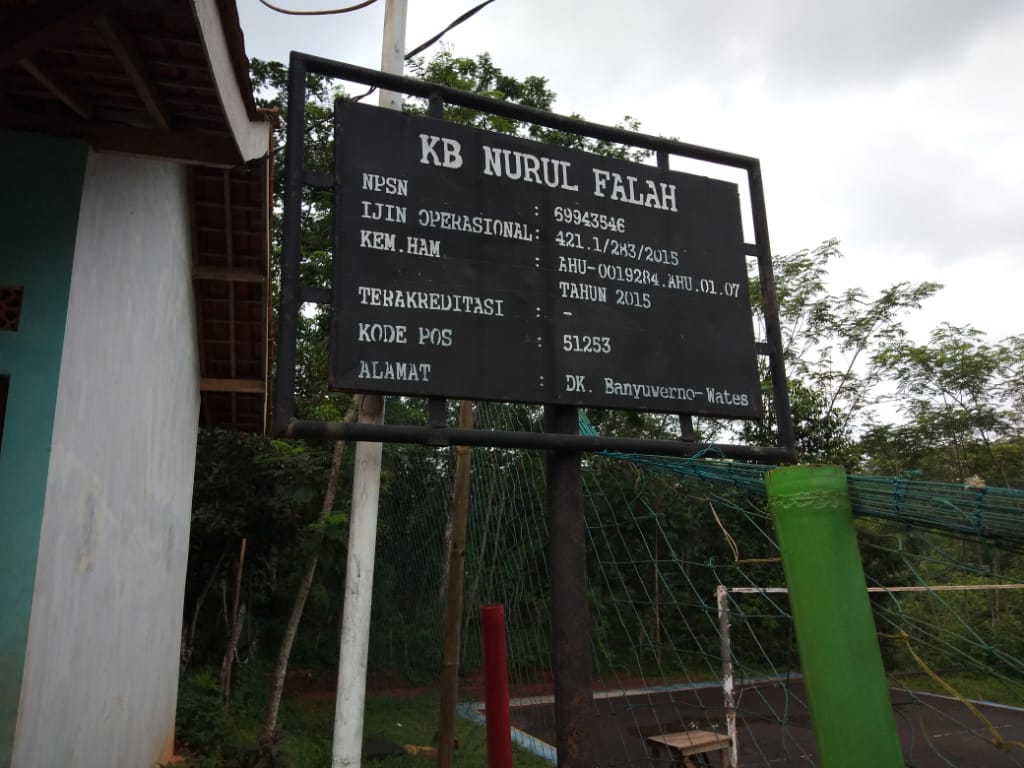 KB NURUL FALAH
NPSN : 69943546
IJIN OPERASIONAL : 421.1/283/2015
KEM.HAM : AHU-0019284.AHU.01.07
TAHUN 2015
TERAKREDITASI : -
KODE POS : 51253
ALAMAT : DK. Banyuwerno-Wates